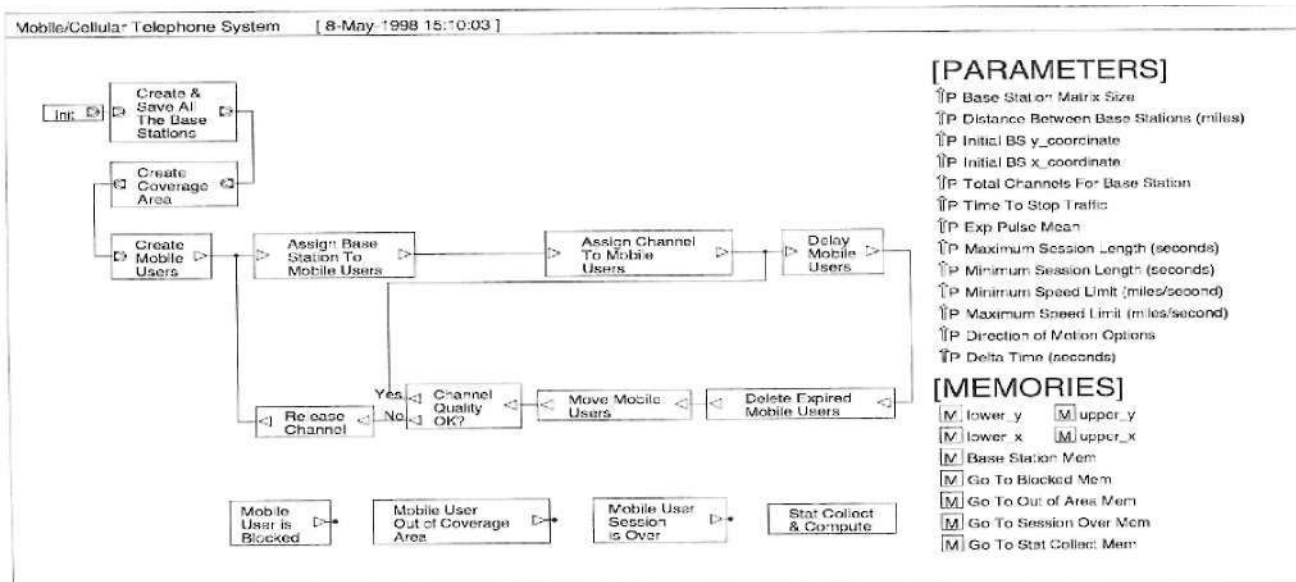 Mobile/Cellular Telephone System [ 8-May-1998 15:10:03 ]
Init
Create &
Save All
The Base
Stations
Create
Coverage
Area
Create
Mobile
Users
Assign Base
Station To
Mobile Users
Assign Channel
To Mobile
Users
Delay
Mobile
Users
Yes
No
Channel
Quality
OK?
Move Mobile
Users
Delete Expired
Mobile Users
Release
Channel
Mobile
User is
Blocked
Mobile User
Out of Coverage
Area
Mobile User
Session
is Over
Stat Collect
& Compute
[PARAMETERS]
⇑P Base Station Matrix Size
⇑P Distance Between Base Stations (miles)
⇑P Initial BS y_coordinate
⇑P Initial BS x_coordinate
⇑P Total Channels For Base Station
⇑P Time To Stop Traffic
⇑P Exp Pulse Mean
⇑P Maximum Session Length (seconds)
⇑P Minimum Session Length (seconds)
⇑P Minimum Speed Limit (miles/second)
⇑P Maximum Speed Limit (miles/second)
⇑P Direction of Motion Options
⇑P Delta Time (seconds)
[MEMORIES]
M lower_y M upper_y
M lower_x M upper_x
M Base Station Mem
M Go To Blocked Mem
M Go To Out of Area Mem
M Go To Session Over Mem
M Go To Stat Collect Mem